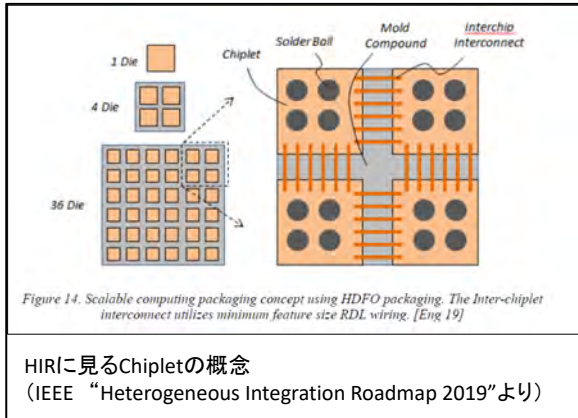 1 Die
4 Die
36 Die
Chiplet
Solder Ball
Mold
Compound
Interchip
Interconnect
Figure 14. Scalable computing packaging concept using HDFO packaging. The Inter-chiplet
interconnect utilizes minimum feature size RDL wiring. [Eng 19]
HIRに見るChipletの概念
（IEEE “Heterogeneous Integration Roadmap 2019”より）